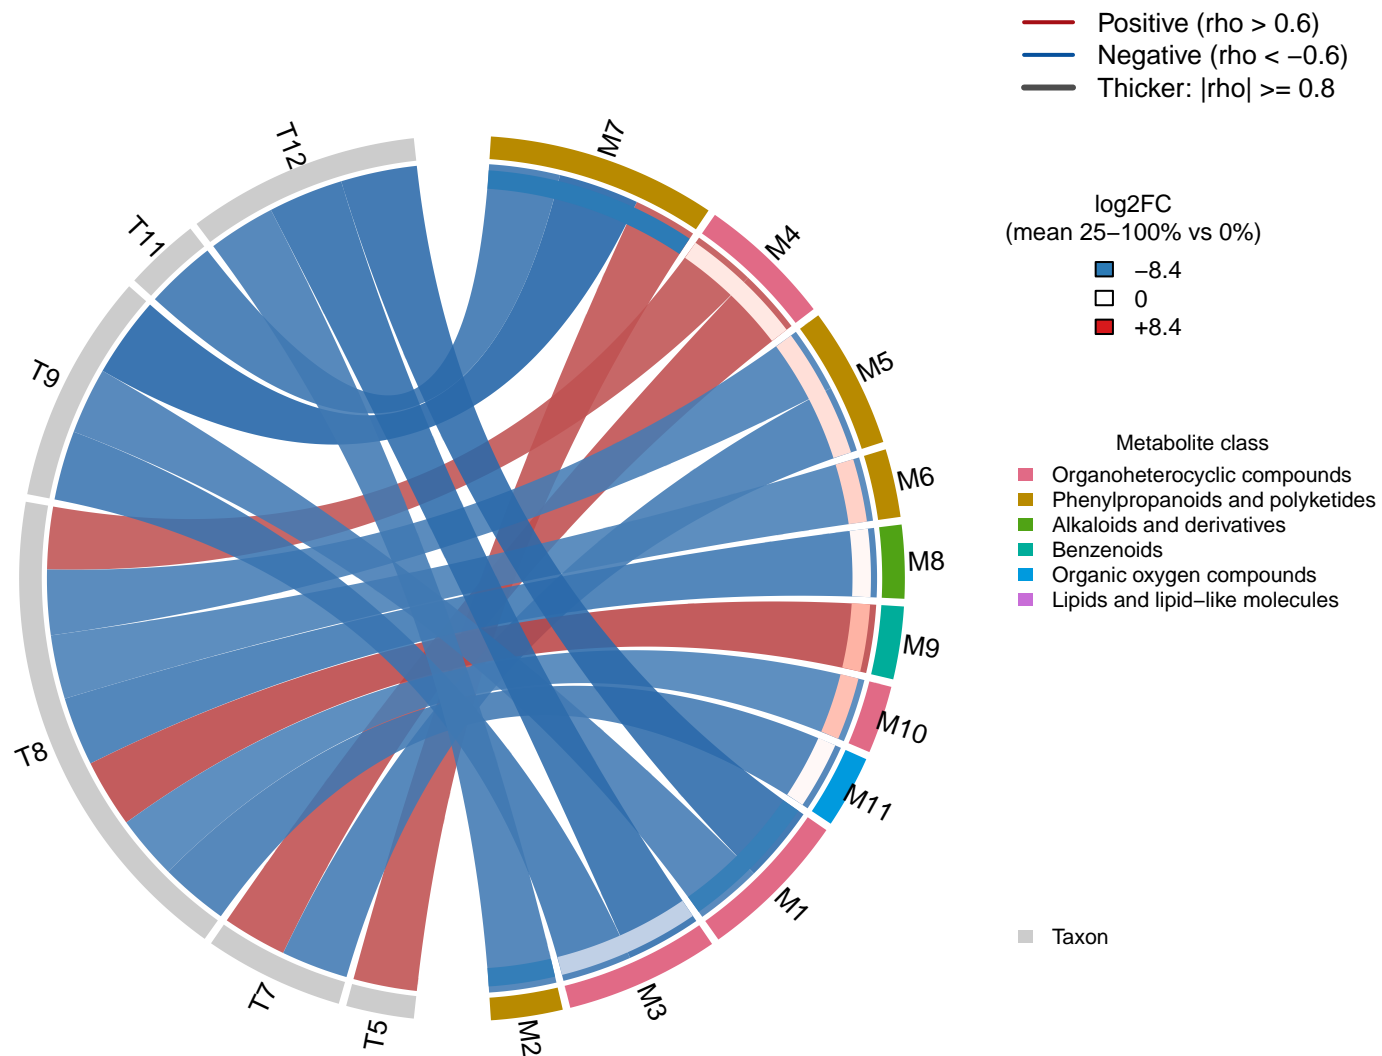 Positive (rho > 0.6)
Negative (rho < −0.6)
Thicker: |rho| >= 0.8
log2FC
(mean 25−100% vs 0%)
−8.4
0
+8.4
Metabolite class
Organoheterocyclic compounds
Phenylpropanoids and polyketides
Alkaloids and derivatives
Benzenoids
Organic oxygen compounds
Lipids and lipid−like molecules
Taxon
M7
M4
M5
M6
M8
M9
M10
M11
M1
M3
M2
T5
T7
T8
T9
T11
T12